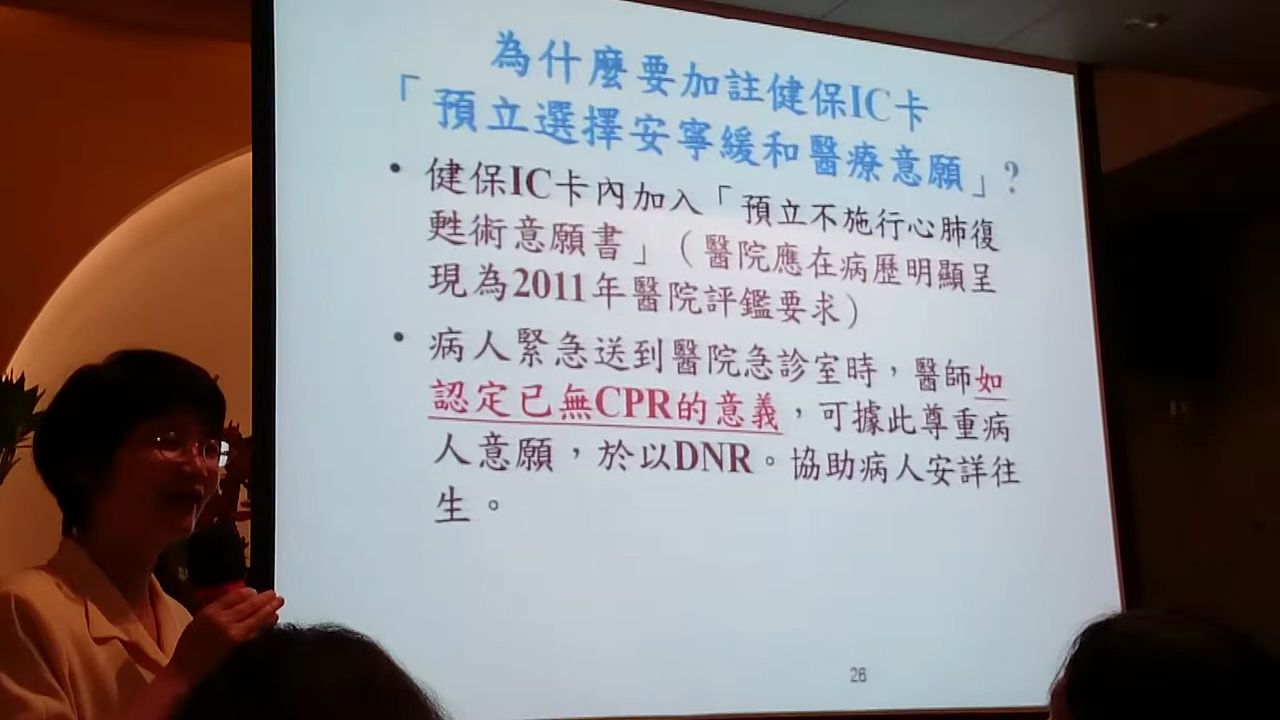 為什麼要加註健保IC卡
「預立選擇安寧緩和醫療意願」?
• 健保IC卡內加入「預立不施行心肺復
甦術意願書」(醫院應在病歷明顯呈
現為2011年醫院評鑑要求)
• 病人緊急送到醫院急診室時,醫師如
認定已無CPR的意義,可據此尊重病
人意願,於以DNR。協助病人安詳往
生。
26